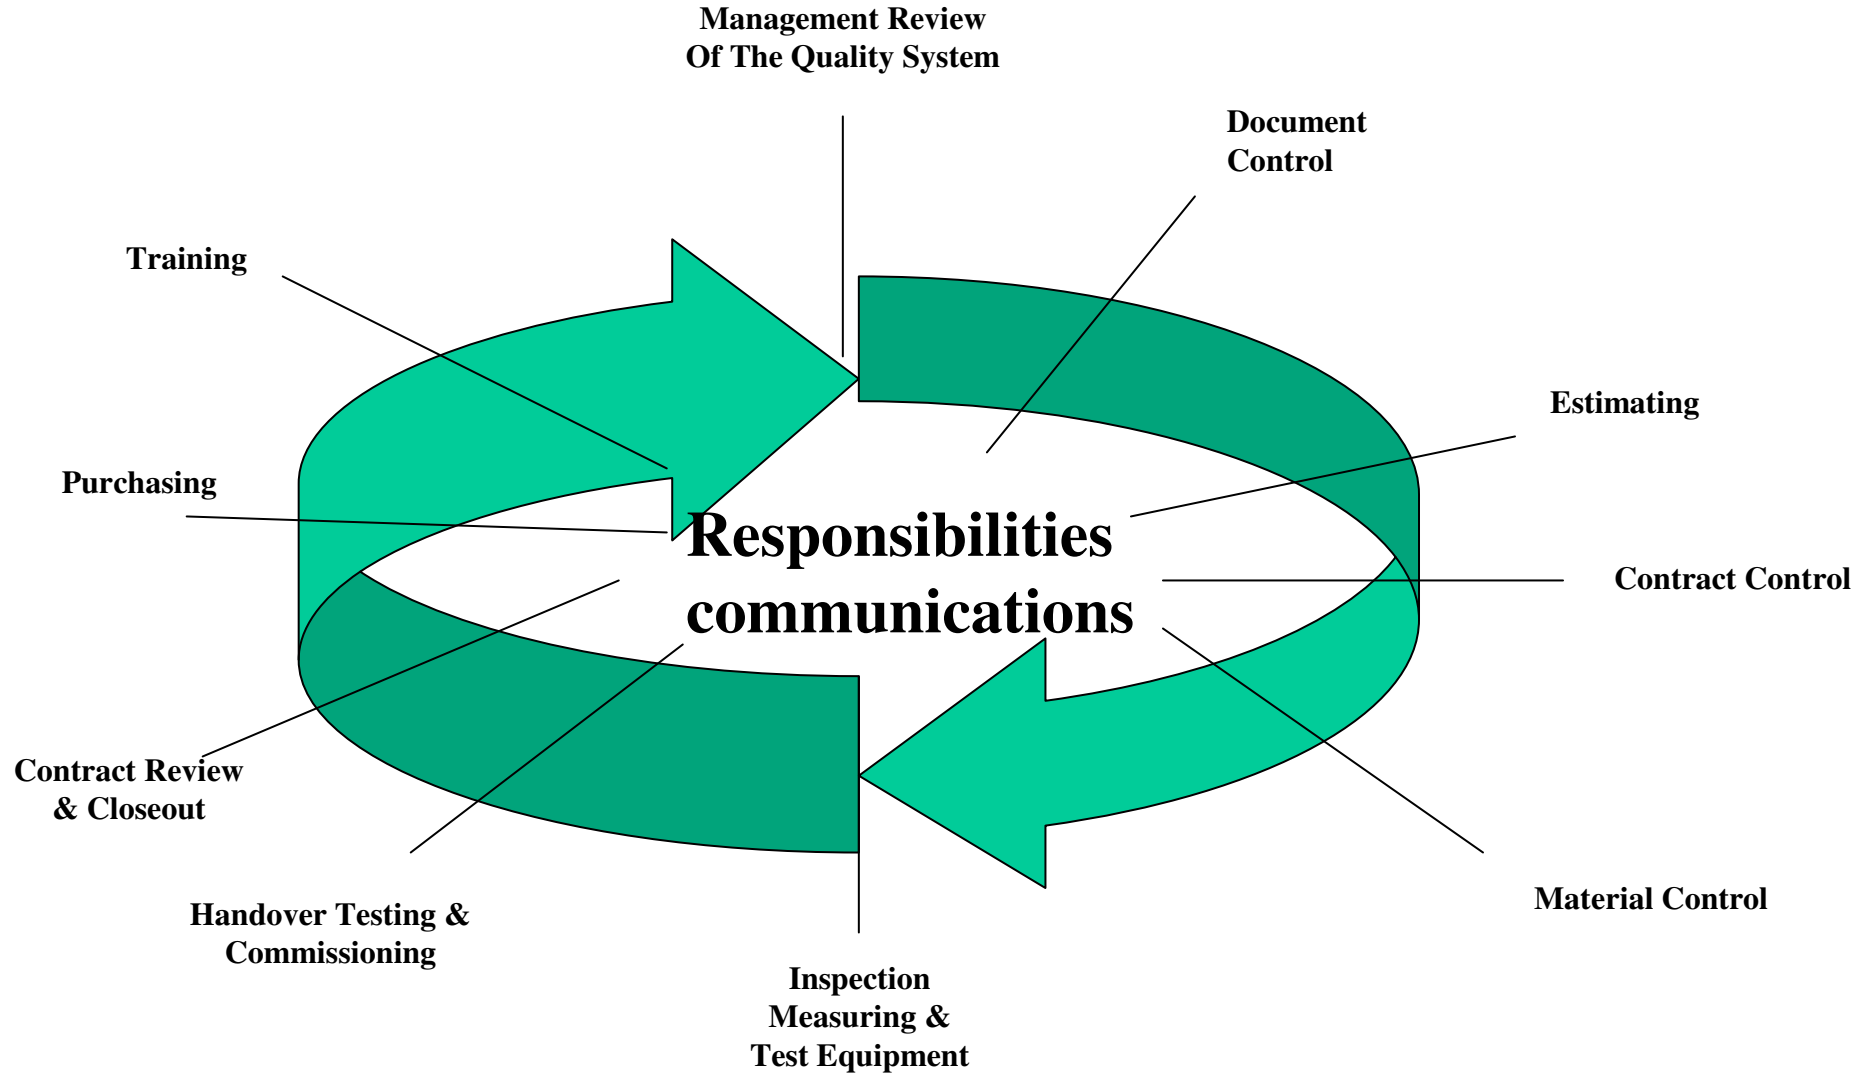 Management Review
Of The Quality System
Document
Control
Training
Estimating
Purchasing
Responsibilities
communications
Contract Control
Contract Review
& Closeout
Material Control
Handover Testing &
Commissioning
Inspection
Measuring &
Test Equipment